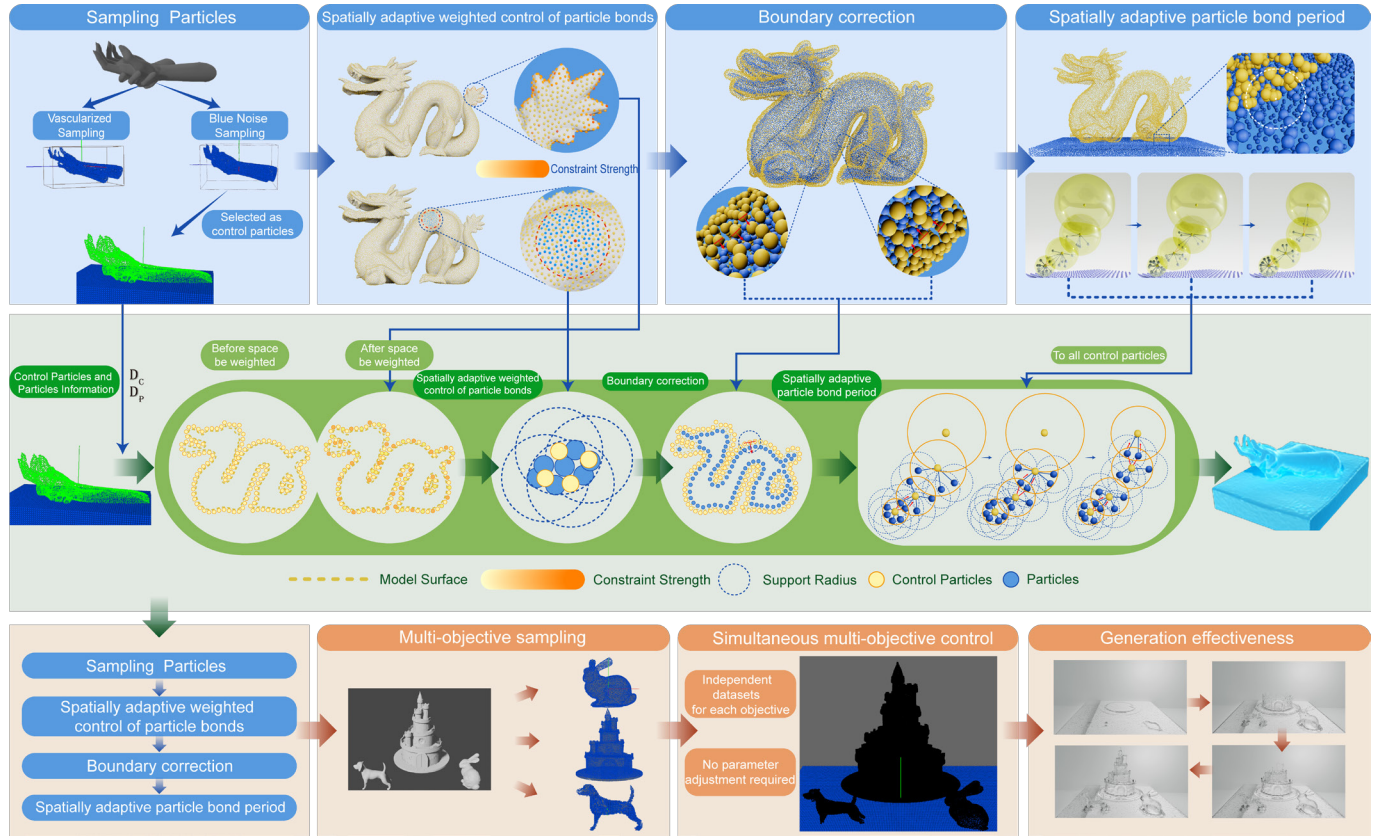 Sampling Particles
Vascularized
Sampling
Blue Noise
Sampling
Selected as
control particles
Spatially adaptive weighted control of particle bonds
Constraint Strength
Boundary correction
Spatially adaptive particle bond period
Control Particles and
Particles Information
D_C
D_P
Before space
be weighted
After space
be weighted
Spatially adaptive weighted
control of particle bonds
Boundary correction
Spatially adaptive
particle bond period
To all control particles
Model Surface
Constraint Strength
Support Radius
Control Particles
Particles
Sampling Particles
Spatially adaptive weighted
control of particle bonds
Boundary correction
Spatially adaptive particle bond period
Multi-objective sampling
Simultaneous multi-objective control
Independent
datasets
for each objective
No parameter
adjustment required
Generation effectiveness